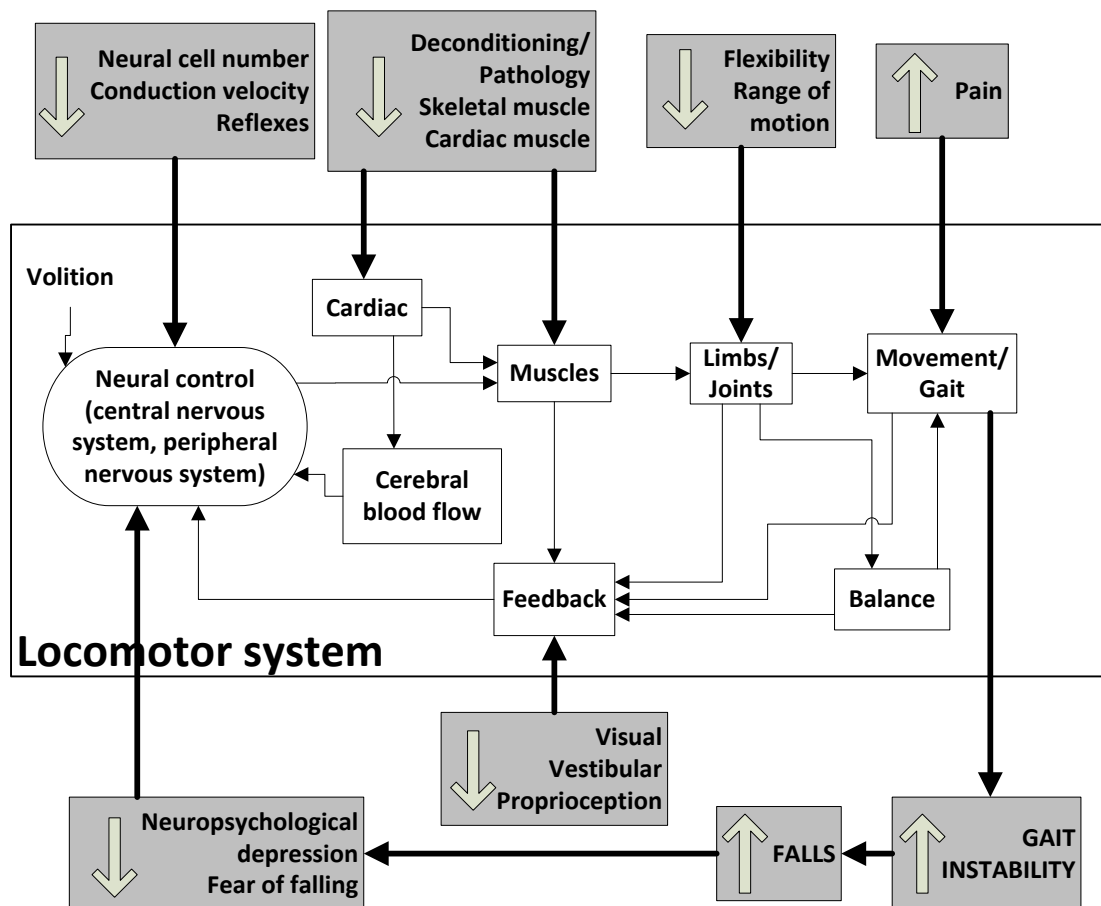 Neural cell number
Conduction velocity
Reflexes
Deconditioning/
Pathology
Skeletal muscle
Cardiac muscle
Flexibility
Range of
motion
Pain
Volition
Cardiac
Neural control
(central nervous
system, peripheral
nervous system)
Muscles
Limbs/
Joints
Movement/
Gait
Cerebral
blood flow
Feedback
Balance
Locomotor system
Visual
Vestibular
Proprioception
Neuropsychological
depression
Fear of falling
FALLS
GAIT
INSTABILITY